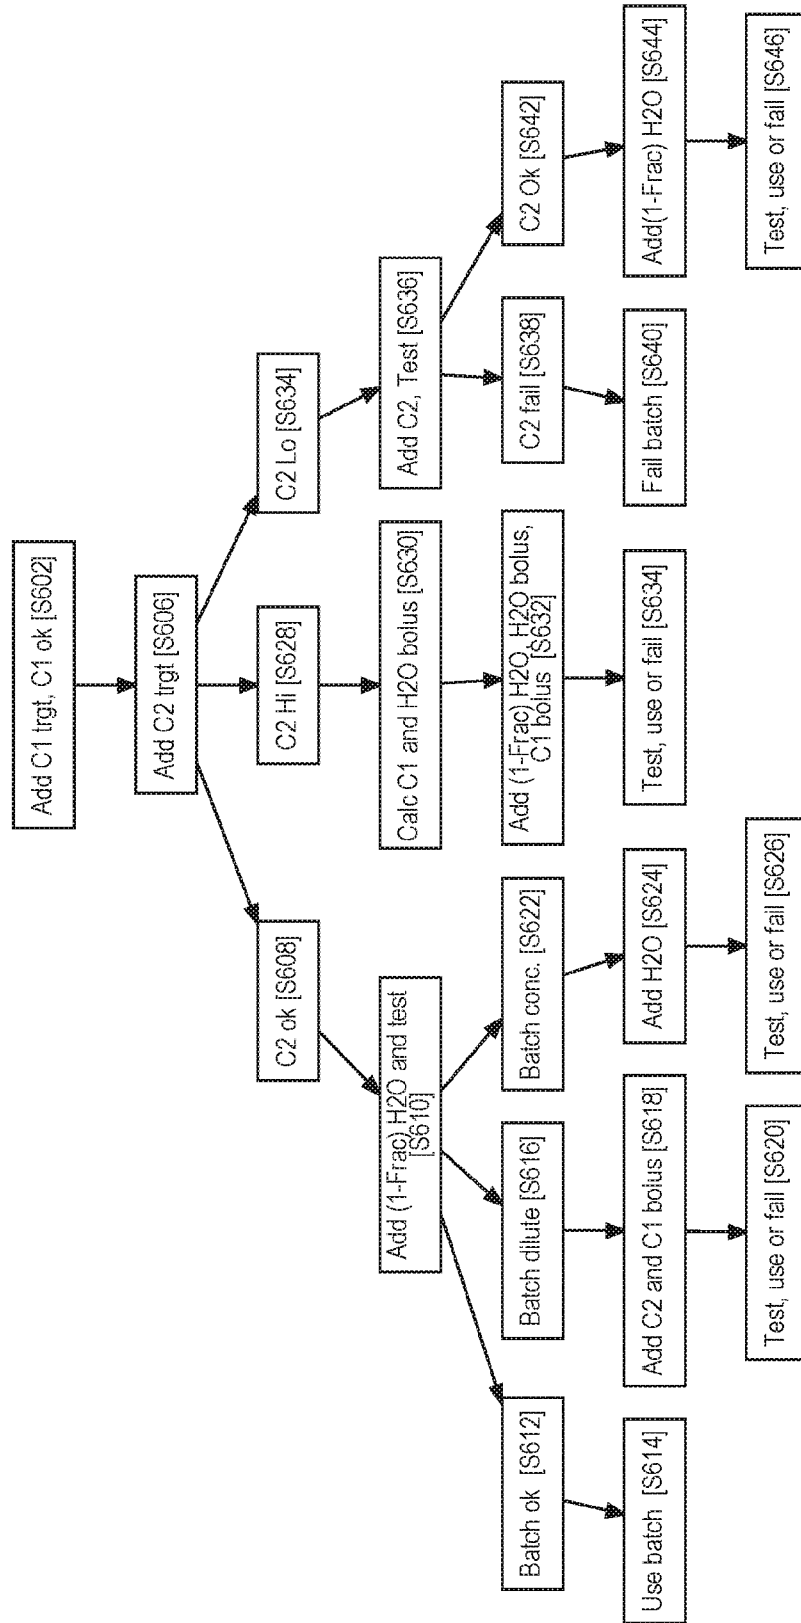 Add C1 trgt, C1 ok [S602]
Add C2 trgt [S606]
C2 ok [S608]
C2 Hi [S628]
C2 Lo [S634]
Add (1-Frac) H2O and test
[S610]
Calc C1 and H2O bolus [S630]
Add C2, Test [S636]
Batch ok [S612]
Batch dilute [S616]
Batch conc. [S622]
Add (1-Frac) H2O, H2O bolus,
C1 bolus [S632]
C2 fail [S638]
C2 Ok [S642]
Use batch [S614]
Add C2 and C1 bolus [S618]
Add H2O [S624]
Test, use or fail [S634]
Fail batch [S640]
Add(1-Frac) H2O [S644]
Test, use or fail [S620]
Test, use or fail [S626]
Test, use or fail [S646]